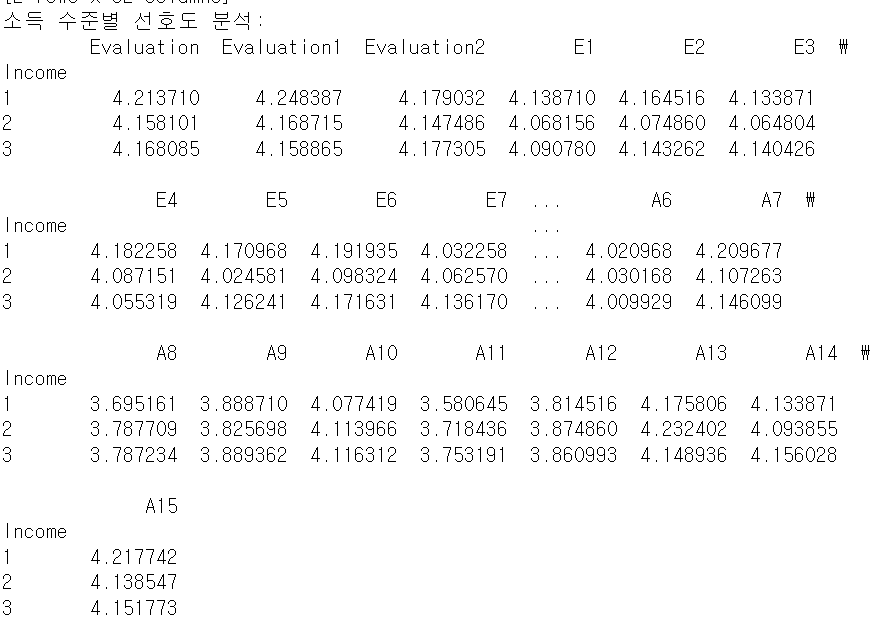 [2 rows x 32 columns]
소득 수준별 선호도 분석:
Evaluation Evaluation1 Evaluation2 E1 E2 E3 ₩
Income
1 4.213710 4.248387 4.179032 4.138710 4.164516 4.133871
2 4.158101 4.168715 4.147486 4.068156 4.074860 4.064804
3 4.168085 4.158865 4.177305 4.090780 4.143262 4.140426
E4 E5 E6 E7 ... A6 A7 ₩
Income ...
1 4.182258 4.170968 4.191935 4.032258 ... 4.020968 4.209677
2 4.087151 4.024581 4.098324 4.062570 ... 4.030168 4.107263
3 4.055319 4.126241 4.171631 4.136170 ... 4.009929 4.146099
A8 A9 A10 A11 A12 A13 A14 ₩
Income
1 3.695161 3.888710 4.077419 3.580645 3.814516 4.175806 4.133871
2 3.787709 3.825698 4.113966 3.718436 3.874860 4.232402 4.093855
3 3.787234 3.889362 4.116312 3.753191 3.860993 4.148936 4.156028
A15
Income
1 4.217742
2 4.138547
3 4.151773